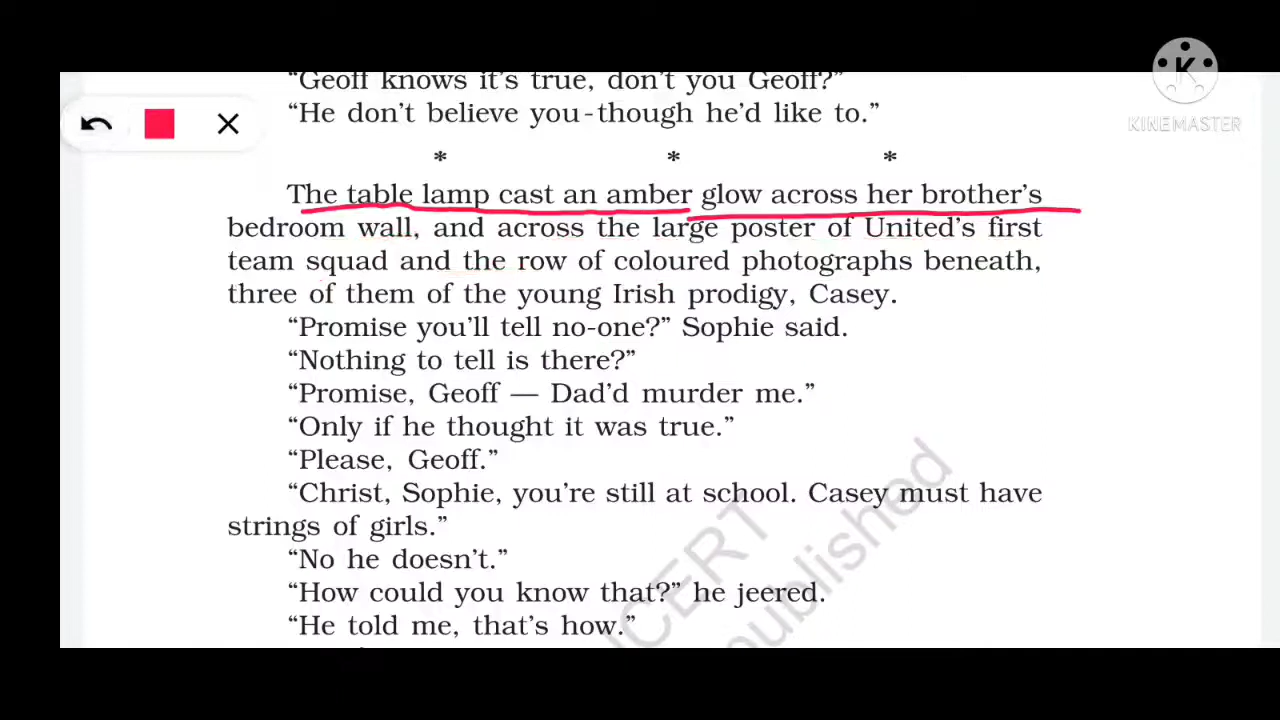 “Geoff knows it’s true, don’t you Geoff?”
“He don’t believe you-though he’d like to.”
* * *
The table lamp cast an amber glow across her brother’s
bedroom wall, and across the large poster of United’s first
team squad and the row of coloured photographs beneath,
three of them of the young Irish prodigy, Casey.
“Promise you’ll tell no-one?” Sophie said.
“Nothing to tell is there?”
“Promise, Geoff — Dad’d murder me.”
“Only if he thought it was true.”
“Please, Geoff.”
“Christ, Sophie, you’re still at school. Casey must have
strings of girls.”
“No he doesn’t.”
“How could you know that?” he jeered.
“He told me, that’s how.”
K
KINEMASTER
NCERT
published